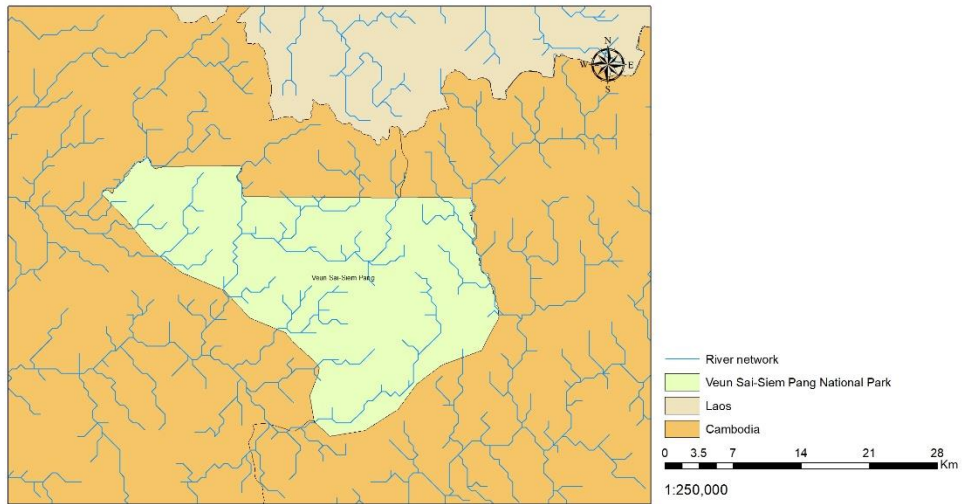 N
W E
S
Veun Sai-Siem Pang
River network
Veun Sai-Siem Pang National Park
Laos
Cambodia
0 3.5 7 14 21 28
Km
1:250,000